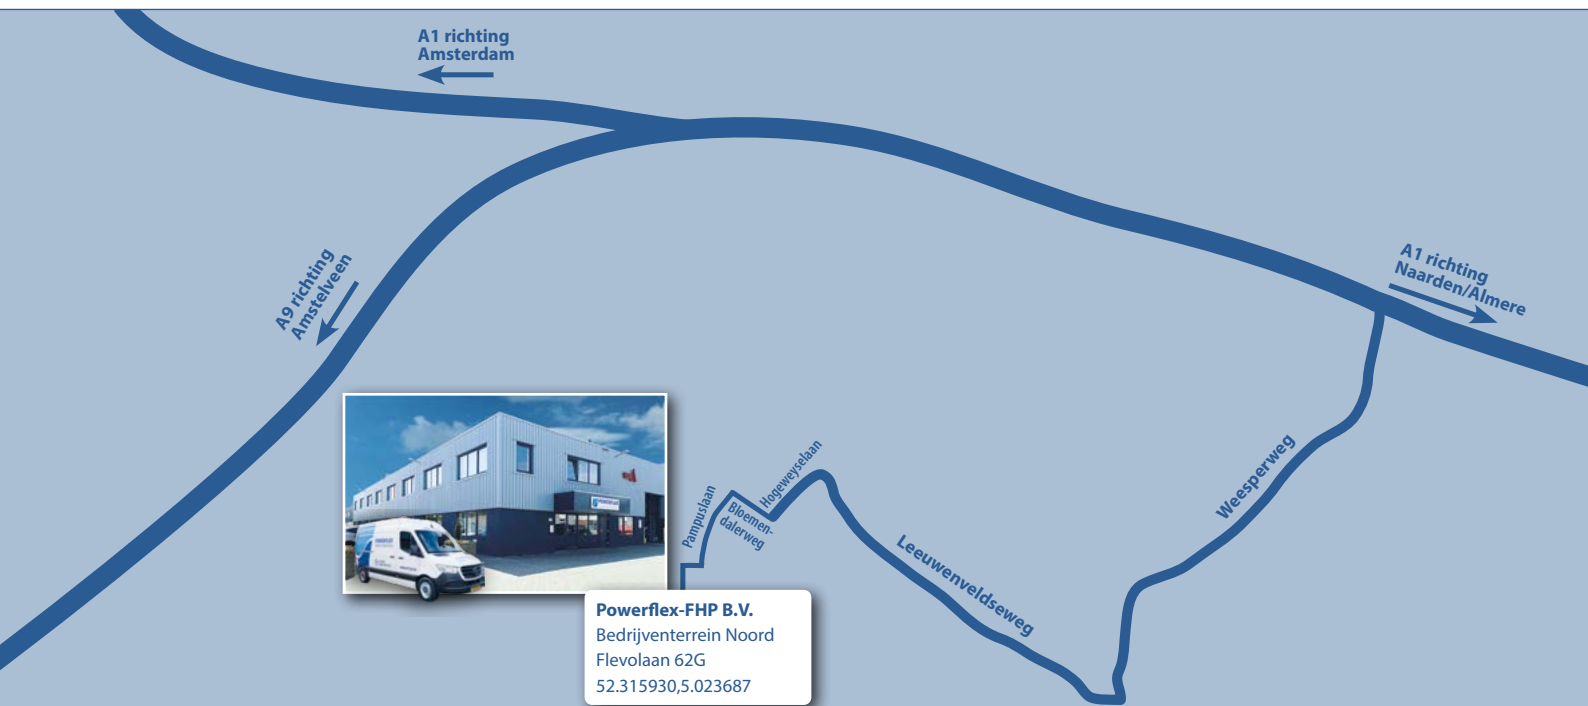 A1 richting
Amsterdam
A9 richting
Amstelveen
A1 richting
Naarden/Almere
Pampuslaan
Bloemen-
dalerweg
Hogeweyselaan
Leeuwenveldseweg
Weesperweg
Powerflex-FHP B.V.
Bedrijventerrein Noord
Flevolaan 62G
52.315930,5.023687